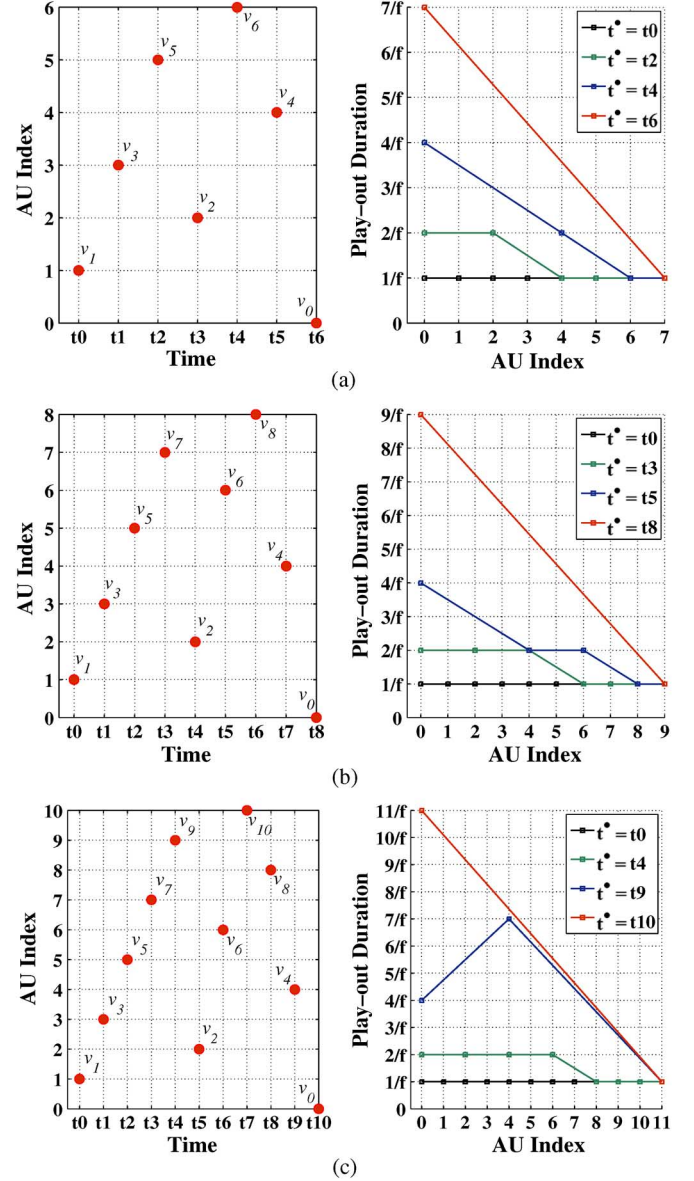 6
5
4
3
2
1
0
AU Index
v1
v3
v5
v2
v6
v4
v0
t0 t1 t2 t3 t4 t5 t6
Time
7/f
6/f
5/f
4/f
3/f
2/f
1/f
0
Play−out Duration
t• = t0
t• = t2
t• = t4
t• = t6
0 1 2 3 4 5 6 7
AU Index
(a)
8
7
6
5
4
3
2
1
0
AU Index
v1
v3
v5
v7
v2
v6
v8
v4
v0
t0 t1 t2 t3 t4 t5 t6 t7 t8
Time
9/f
8/f
7/f
6/f
5/f
4/f
3/f
2/f
1/f
0
Play−out Duration
t• = t0
t• = t3
t• = t5
t• = t8
0 1 2 3 4 5 6 7 8 9
AU Index
(b)
10
9
8
7
6
5
4
3
2
1
0
AU Index
v1
v3
v5
v7
v9
v2
v6
v10
v8
v4
v0
t0 t1 t2 t3 t4 t5 t6 t7 t8 t9 t10
Time
11/f
10/f
9/f
8/f
7/f
6/f
5/f
4/f
3/f
2/f
1/f
0
Play−out Duration
t• = t0
t• = t4
t• = t9
t• = t10
0 1 2 3 4 5 6 7 8 9 10 11
AU Index
(c)